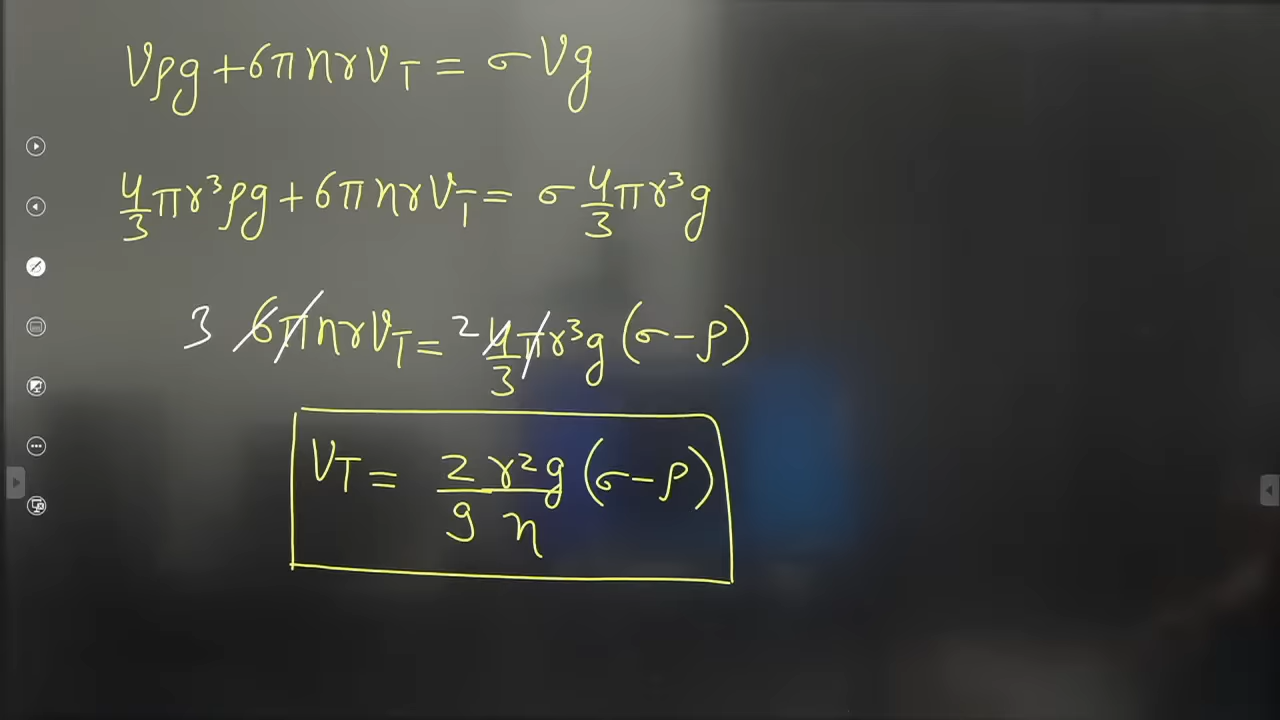 Vρg + 6πηrV_T = σVg
4/3 πr³ρg + 6πηrV_T = σ 4/3 πr³g
3 6πηrV_T = 2 4/3 πr³g (σ − ρ)
V_T = 2/9 r²g/η (σ − ρ)